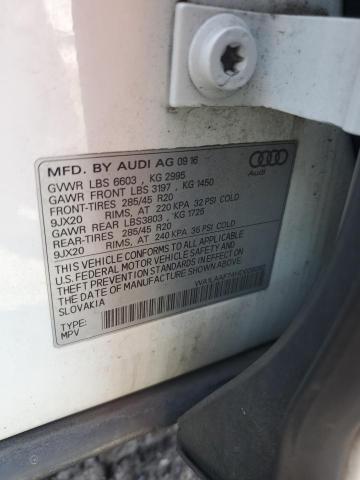 MFD. BY AUDI AG 09 16
GVWR LBS 6603 , KG 2995
GAWR FRONT LBS 3197 , KG 1450
FRONT-TIRES 285/45 R20
9JX20 RIMS, AT 220 KPA 32 PSI COLD
GAWR REAR LBS3803 , KG 1725
REAR-TIRES 285/45 R20
9JX20 RIMS, AT 240 KPA 35 PSI COLD
THIS VEHICLE CONFORMS TO ALL APPLICABLE
U.S. FEDERAL MOTOR VEHICLE SAFETY AND
THEFT PREVENTION STANDARDS IN EFFECT ON
THE DATE OF MANUFACTURE SHOWN ABOVE
SLOVAKIA
TYPE:
MPV
Audi